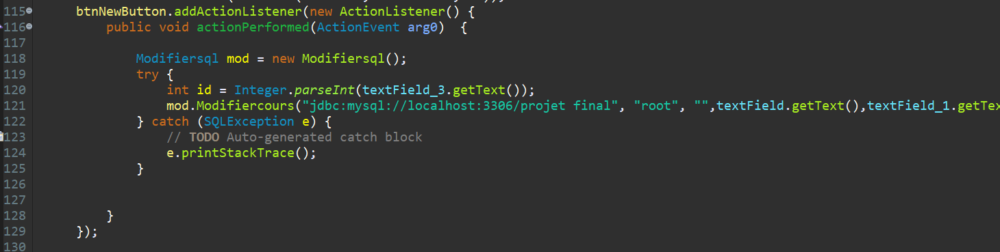 115 btnNewButton.addActionListener(new ActionListener() {
116 public void actionPerformed(ActionEvent arg0)  {
117
118 Modifiersql mod = new Modifiersql();
119 try {
120 int id = Integer.parseInt(textField_3.getText());
121 mod.Modifiercours("jdbc:mysql://localhost:3306/projet final", "root", "",textField.getText(),textField_1.getTex
122 } catch (SQLException e) {
123 // TODO Auto-generated catch block
124 e.printStackTrace();
125 }
126
127
128 }
129 });
130